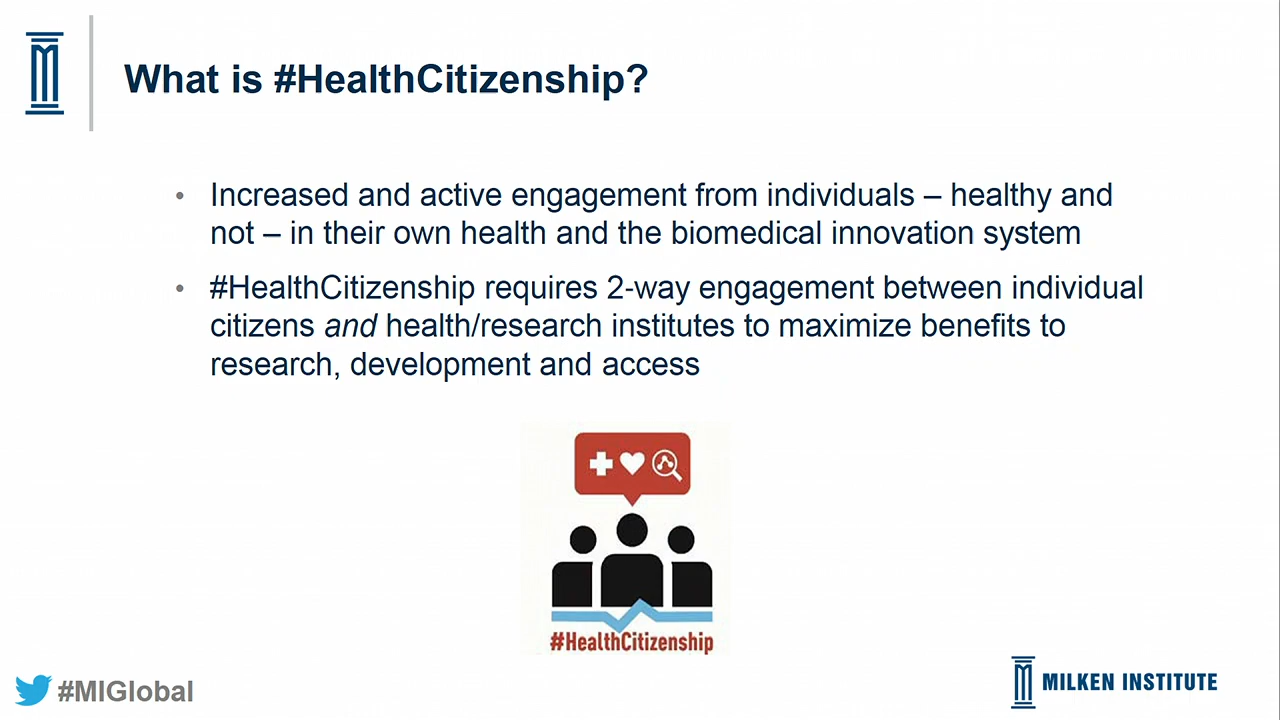 What is #HealthCitizenship?
• Increased and active engagement from individuals – healthy and
not – in their own health and the biomedical innovation system
• #HealthCitizenship requires 2-way engagement between individual
citizens and health/research institutes to maximize benefits to
research, development and access
#HealthCitizenship
#MIGlobal
MILKEN INSTITUTE